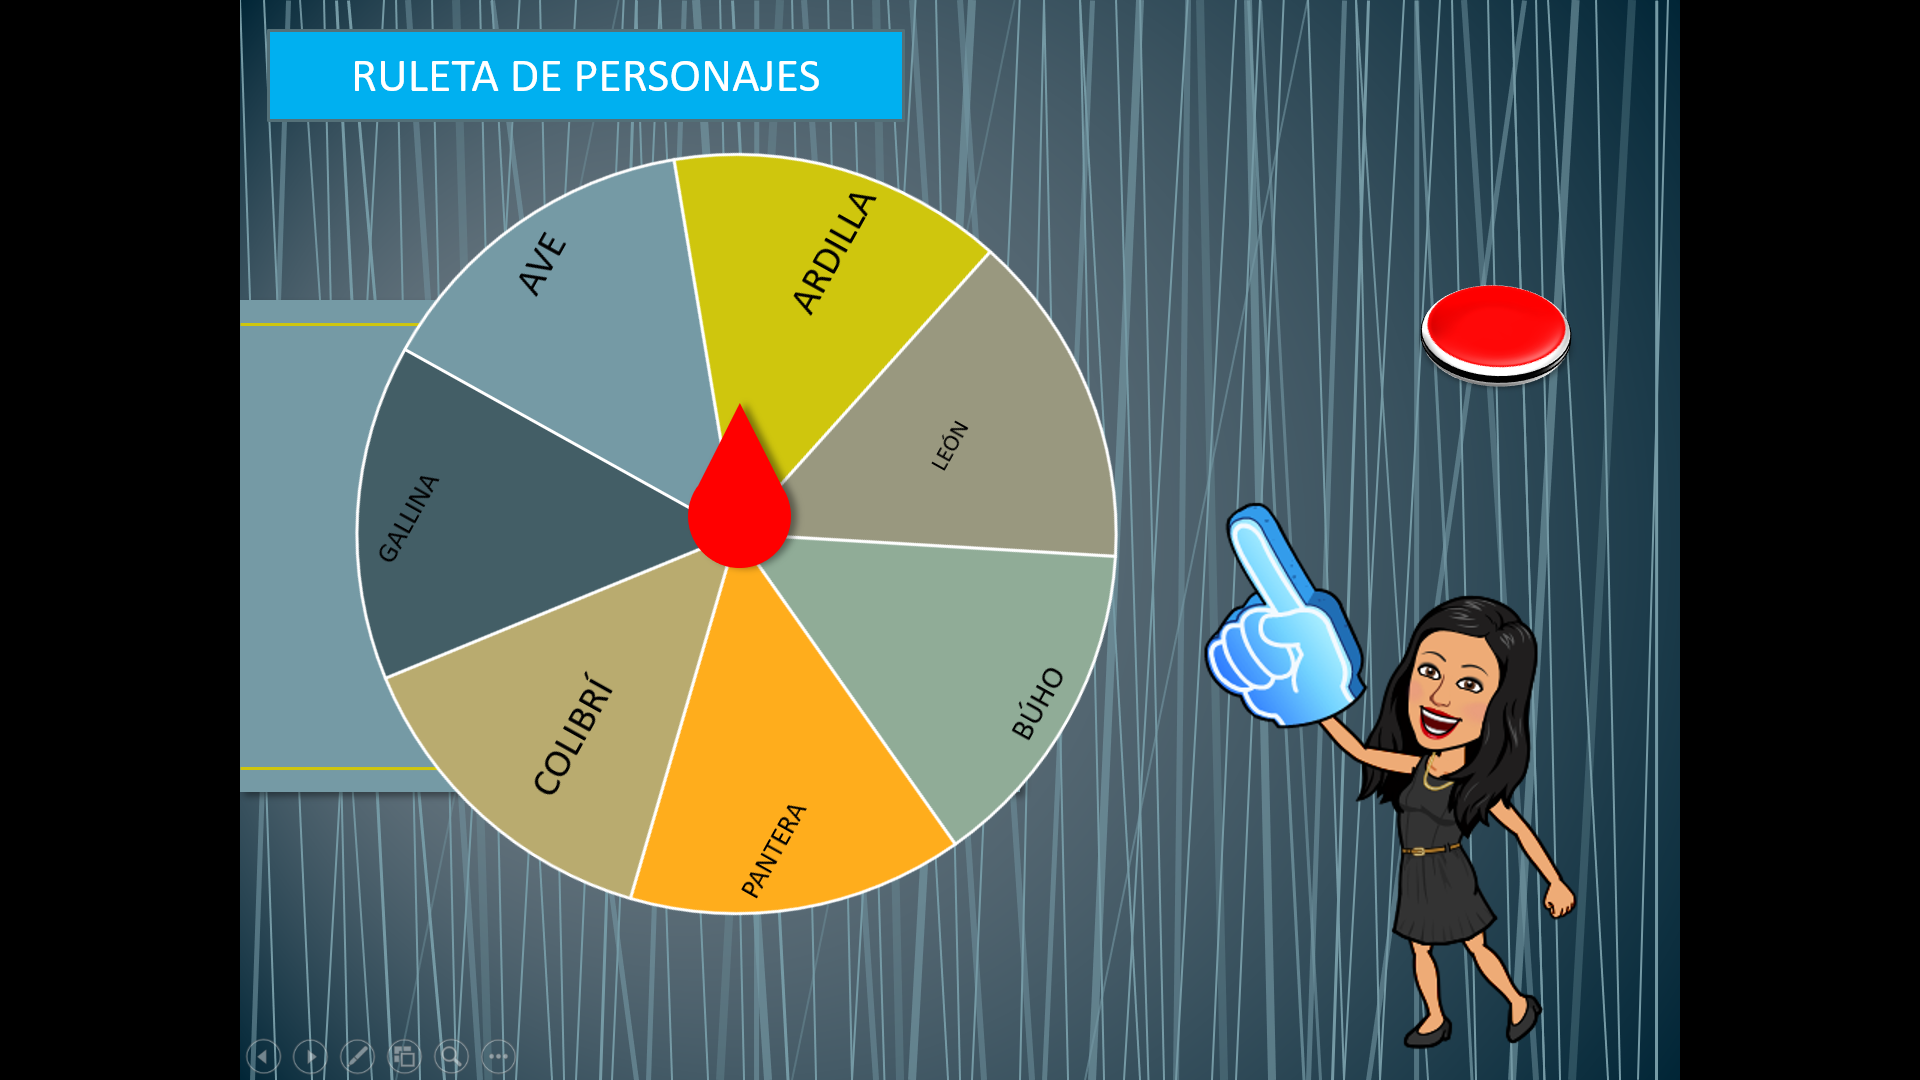 RULETA DE PERSONAJES
AVE
ARDILLA
LEÓN
GALLINA
BÚHO
COLIBRÍ
PANTERA